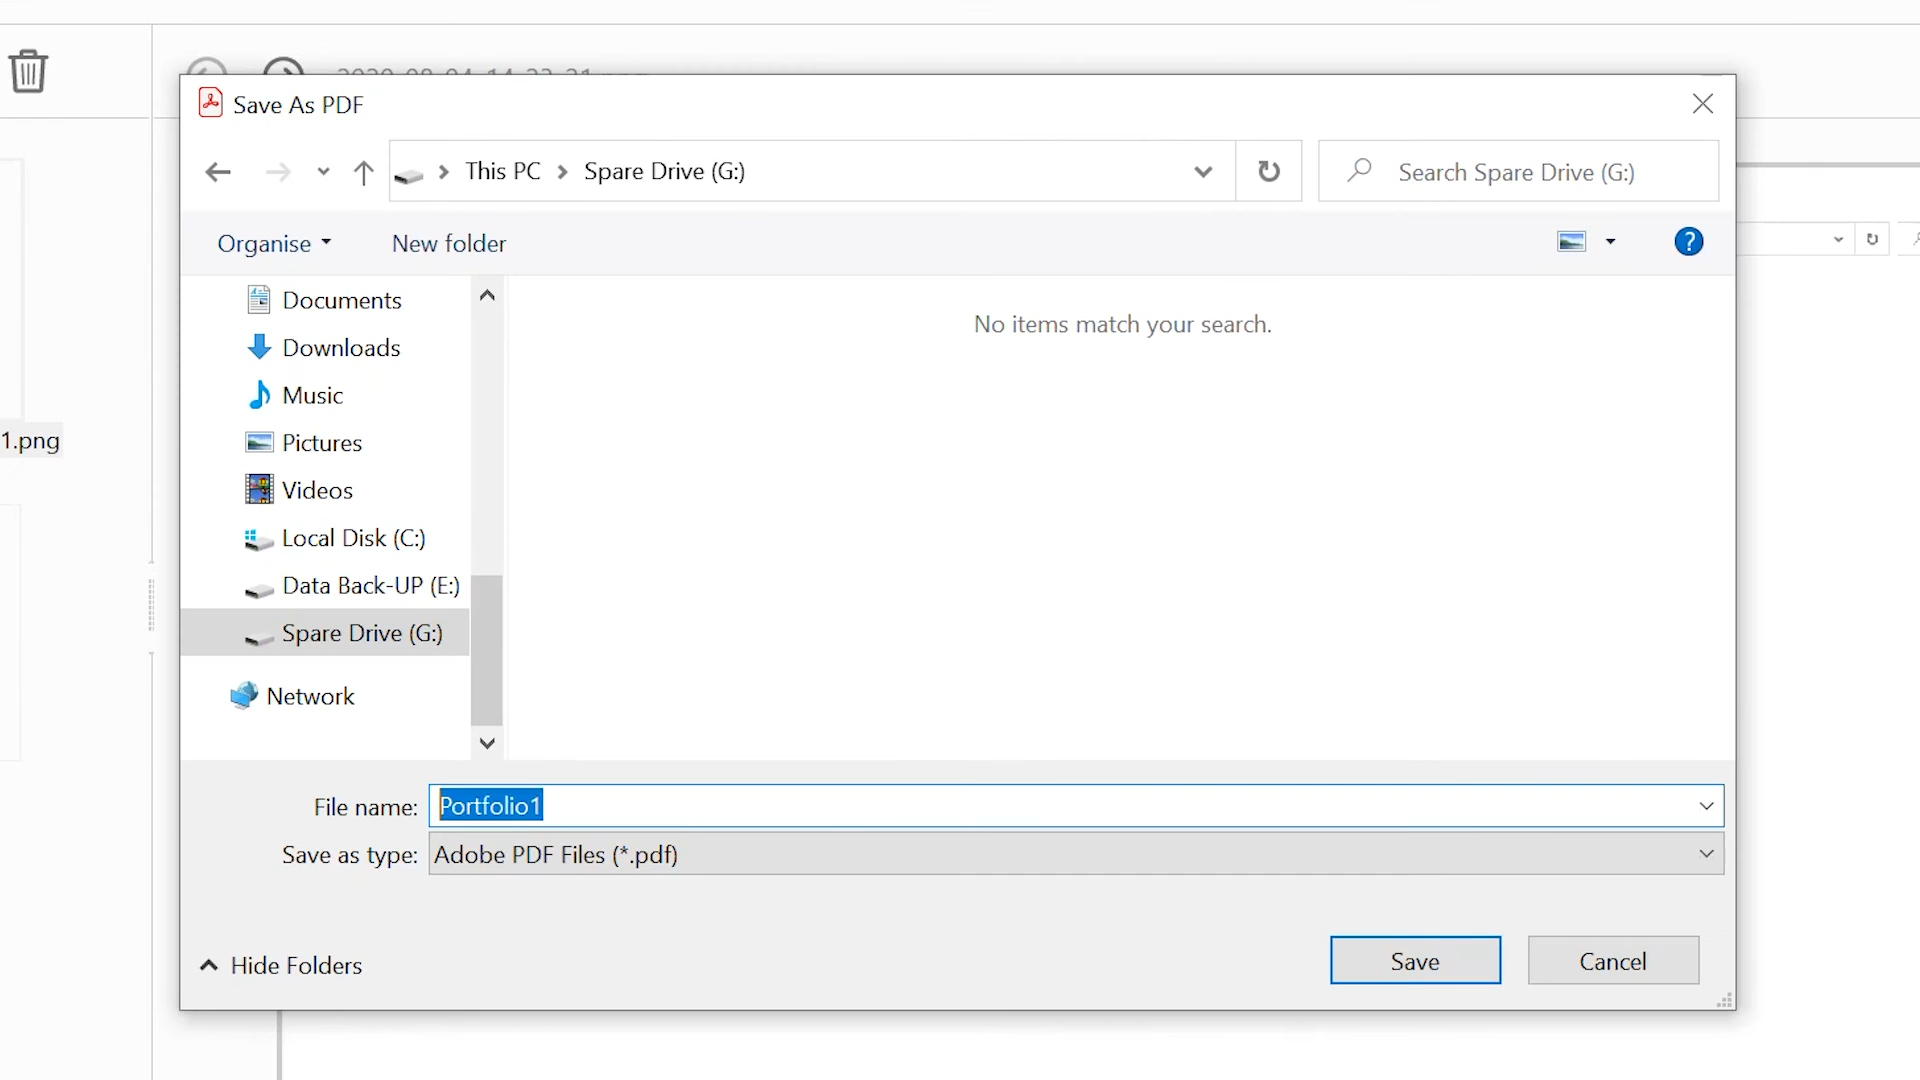 Save As PDF
This PC > Spare Drive (G:)
Search Spare Drive (G:)
Organise
New folder
Documents
Downloads
Music
Pictures
Videos
Local Disk (C:)
Data Back-UP (E:)
Spare Drive (G:)
Network
No items match your search.
1.png
File name: Portfolio1
Save as type: Adobe PDF Files (*.pdf)
Hide Folders
Save
Cancel